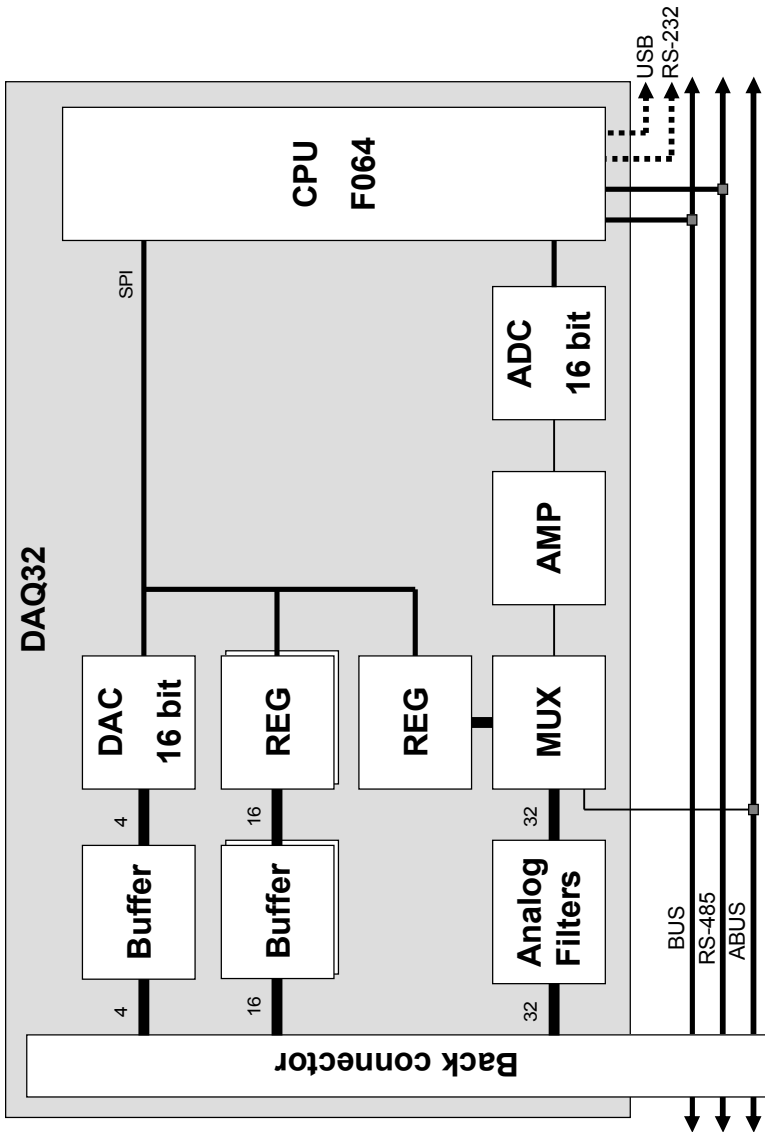 DAQ32
Back connector
Buffer
4
4
DAC
16 bit
Buffer
16
16
REG
REG
Analog
Filters
32
32
MUX
AMP
ADC
16 bit
SPI
CPU
F064
USB
RS-232
BUS
RS-485
ABUS